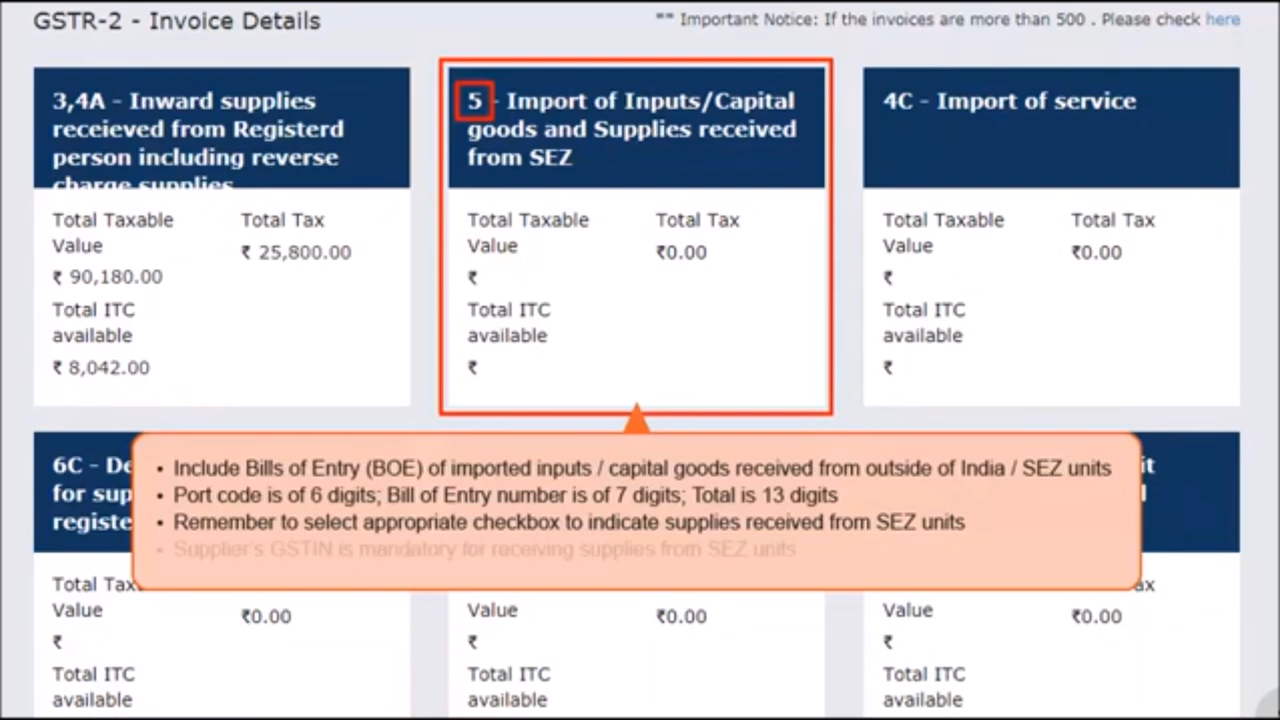 GSTR-2 - Invoice Details
** Important Notice: If the invoices are more than 500 . Please check here
3,4A - Inward supplies
receieved from Registerd
person including reverse
charge supplies
Total Taxable
Value
₹ 90,180.00
Total Tax
₹ 25,800.00
Total ITC
available
₹ 8,042.00
5 - Import of Inputs/Capital
goods and Supplies received
from SEZ
Total Taxable
Value
₹
Total Tax
₹0.00
Total ITC
available
₹
4C - Import of service
Total Taxable
Value
₹
Total Tax
₹0.00
Total ITC
available
₹
• Include Bills of Entry (BOE) of imported inputs / capital goods received from outside of India / SEZ units
• Port code is of 6 digits; Bill of Entry number is of 7 digits; Total is 13 digits
• Remember to select appropriate checkbox to indicate supplies received from SEZ units
• Supplier's GSTIN is mandatory for receiving supplies from SEZ units
6C -
for
Total
Value
₹
₹0.00
Total ITC
available
Value
₹
₹0.00
Total ITC
available
Value
₹
₹0.00
Total ITC
available